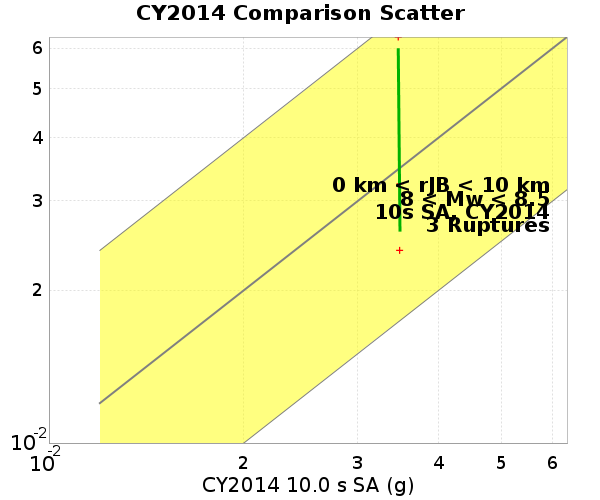 CY2014 Comparison Scatter
6
5
4
3
2
10-2
0 km < rJB < 10 km
8 < Mw < 8.5
10s SA, CY2014
3 Ruptures
10-2 2 3 4 5 6
CY2014 10.0 s SA (g)